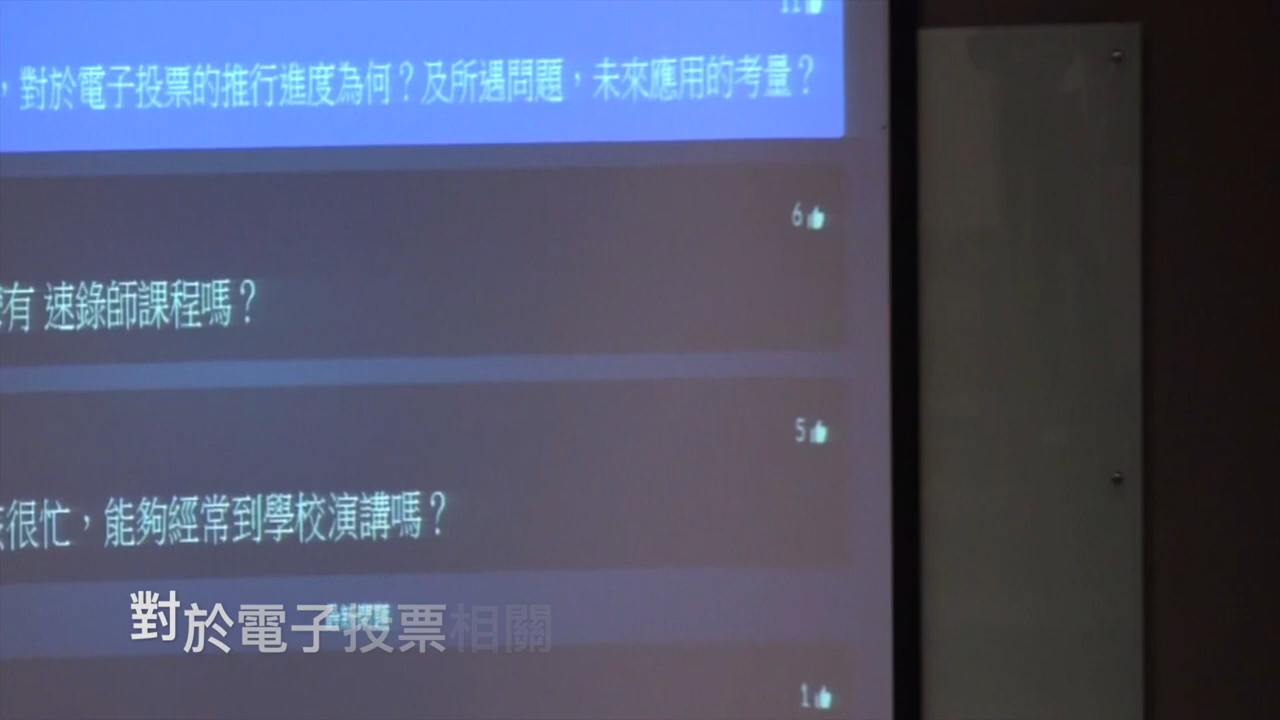 11
，對於電子投票的推行進度為何？及所遇問題，未來應用的考量？
6
有 速錄師課程嗎？
5
很忙，能夠經常到學校演講嗎？
對於電子投票相關
1